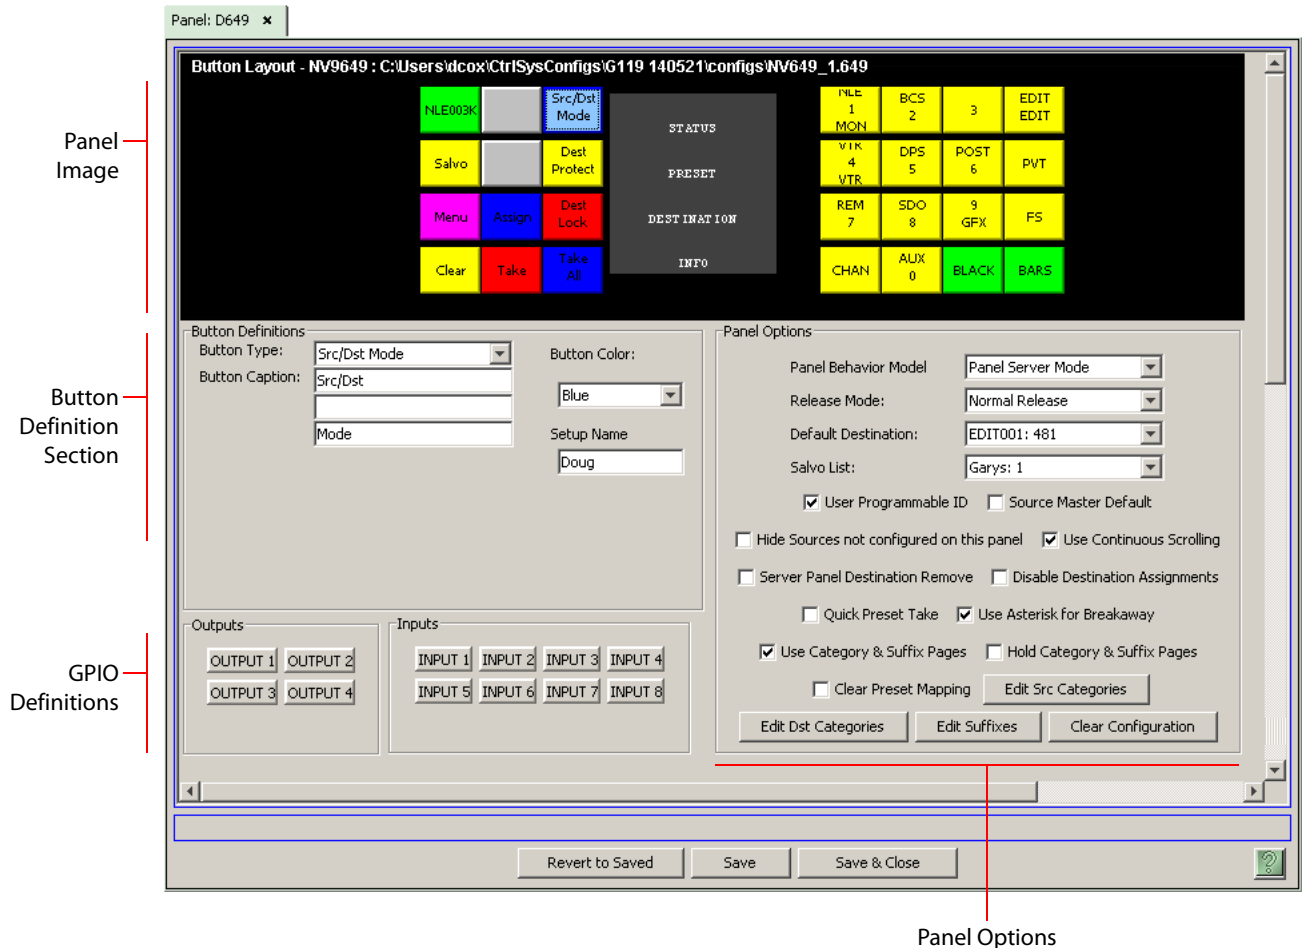 Panel: D649 ×
Button Layout - NV9649 : C:\Users\dcox\CtrlSysConfigs\G119 140521\configs\NV649_1.649
Panel
Image
NLE003K
Src/Dst
Mode
Salvo
Dest
Protect
Menu
Assign
Dest
Lock
Clear
Take
Take
All
STATUS
PRESET
DESTINATION
INFO
NLE
1
MON
BCS
2
3
EDIT
EDIT
VTR
4
VTR
DPS
5
POST
6
PVT
REM
7
SDO
8
9
GFX
FS
CHAN
AUX
0
BLACK
BARS
Button
Definition
Section
Button Definitions
Button Type:
Src/Dst Mode
Button Caption:
Src/Dst
Mode
Button Color:
Blue
Setup Name
Doug
Panel Options
Panel Behavior Model
Panel Server Mode
Release Mode:
Normal Release
Default Destination:
EDIT001: 481
Salvo List:
Garys: 1
User Programmable ID
Source Master Default
Hide Sources not configured on this panel
Use Continuous Scrolling
Server Panel Destination Remove
Disable Destination Assignments
Quick Preset Take
Use Asterisk for Breakaway
Use Category & Suffix Pages
Hold Category & Suffix Pages
Clear Preset Mapping
Edit Src Categories
Edit Dst Categories
Edit Suffixes
Clear Configuration
GPIO
Definitions
Outputs
OUTPUT 1
OUTPUT 2
OUTPUT 3
OUTPUT 4
Inputs
INPUT 1
INPUT 2
INPUT 3
INPUT 4
INPUT 5
INPUT 6
INPUT 7
INPUT 8
Revert to Saved
Save
Save & Close
?
Panel Options